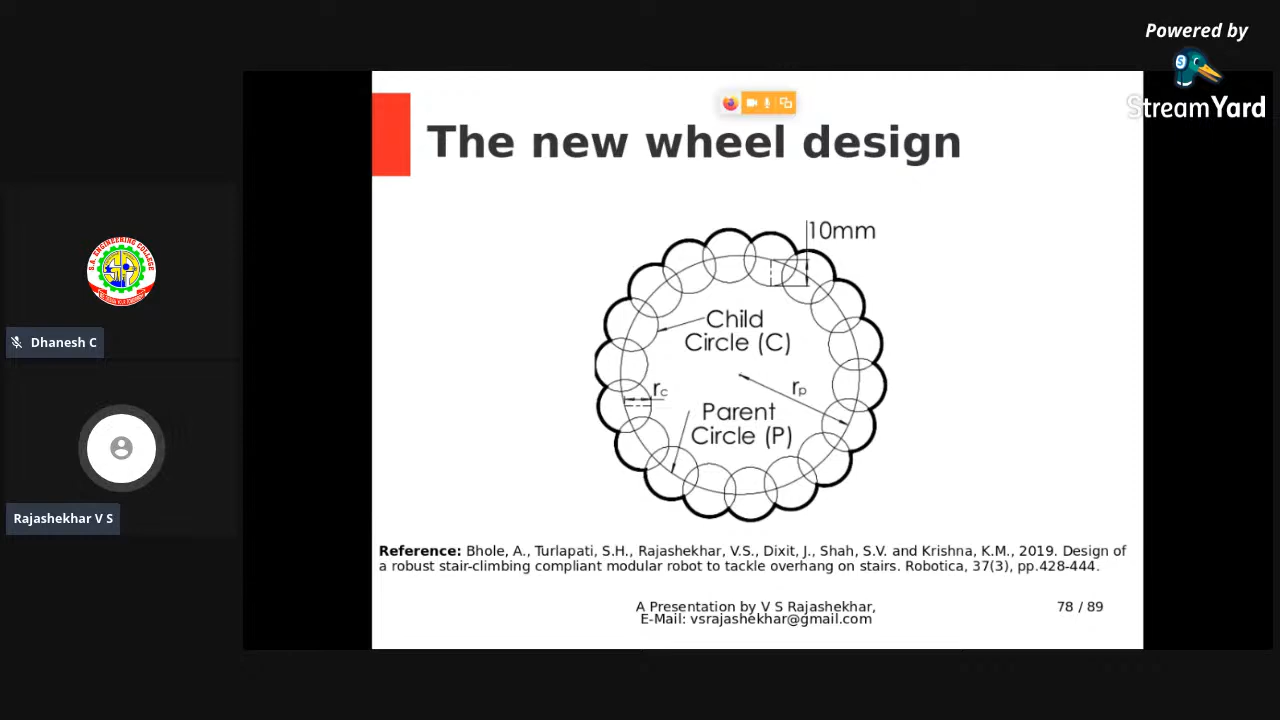 Powered by
S
StreamYard
The new wheel design
10mm
Child
Circle (C)
rc
rp
Parent
Circle (P)
S.A. ENGINEERING COLLEGE
Dhanesh C
Rajashekhar V S
Reference: Bhole, A., Turlapati, S.H., Rajashekhar, V.S., Dixit, J., Shah, S.V. and Krishna, K.M., 2019. Design of
a robust stair-climbing compliant modular robot to tackle overhang on stairs. Robotica, 37(3), pp.428-444.
A Presentation by V S Rajashekhar,
E-Mail: vsrajashekhar@gmail.com
78 / 89